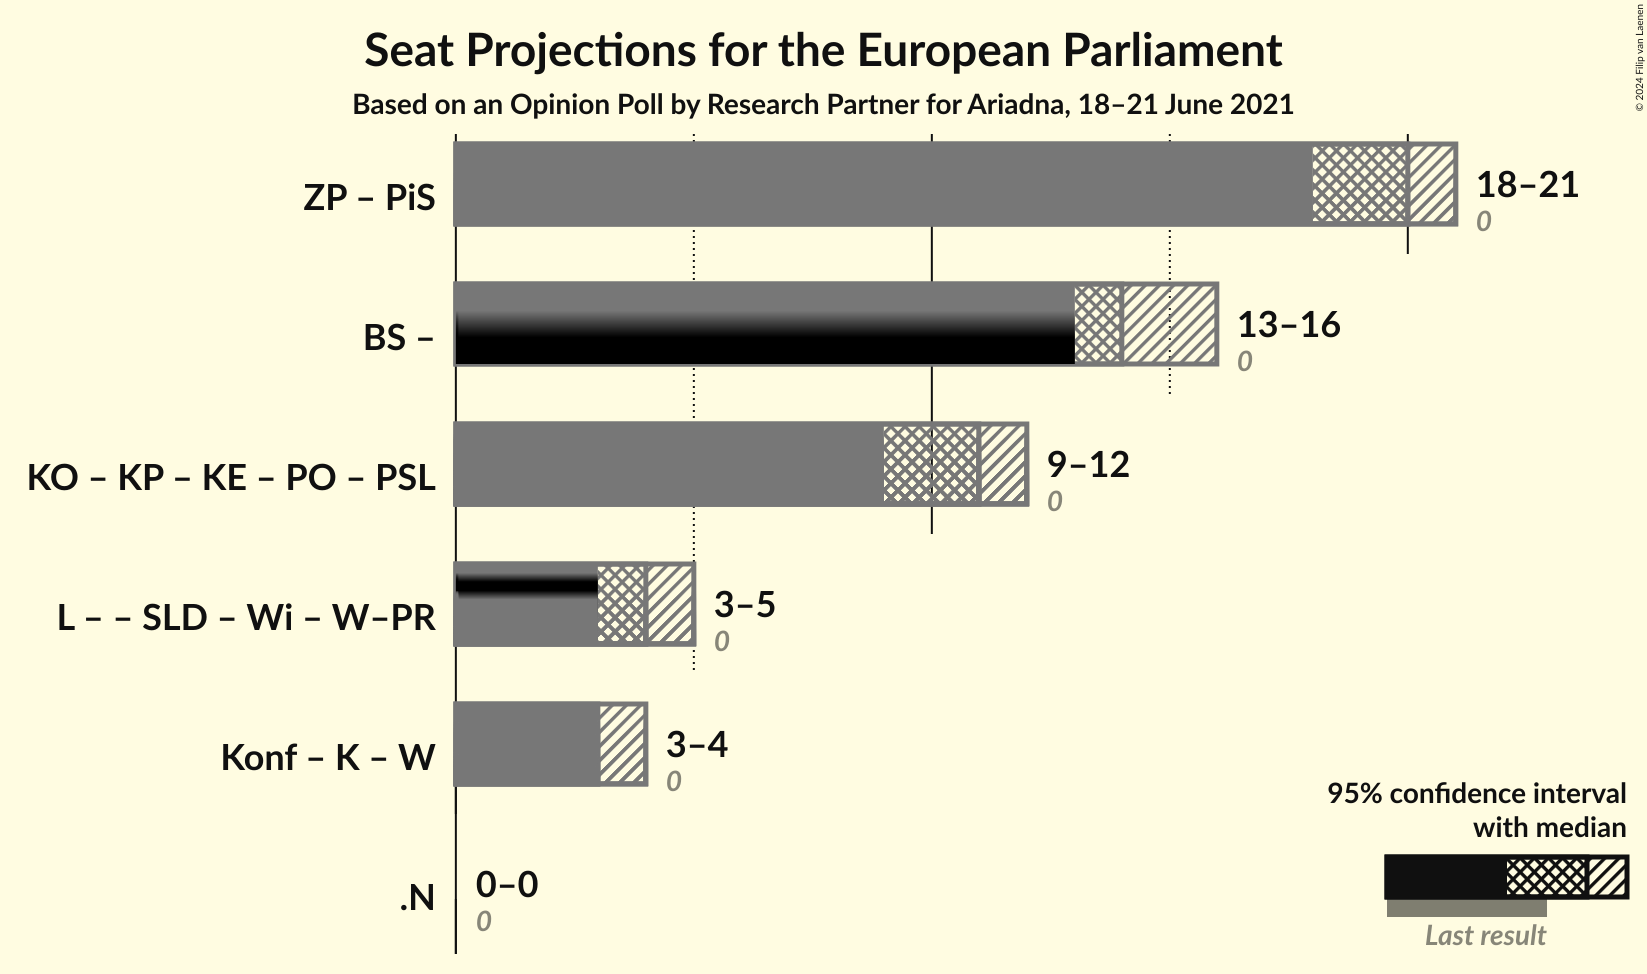 Seat Projections for the European Parliament
Based on an Opinion Poll by Research Partner for Ariadna, 18–21 June 2021
© 2024 Filip van Laenen
ZP – PiS
18–21
0
BS –
13–16
0
KO – KP – KE – PO – PSL
9–12
0
L – – SLD – Wi – W–PR
3–5
0
Konf – K – W
3–4
0
.N
0–0
0
95% confidence interval
with median
Last result